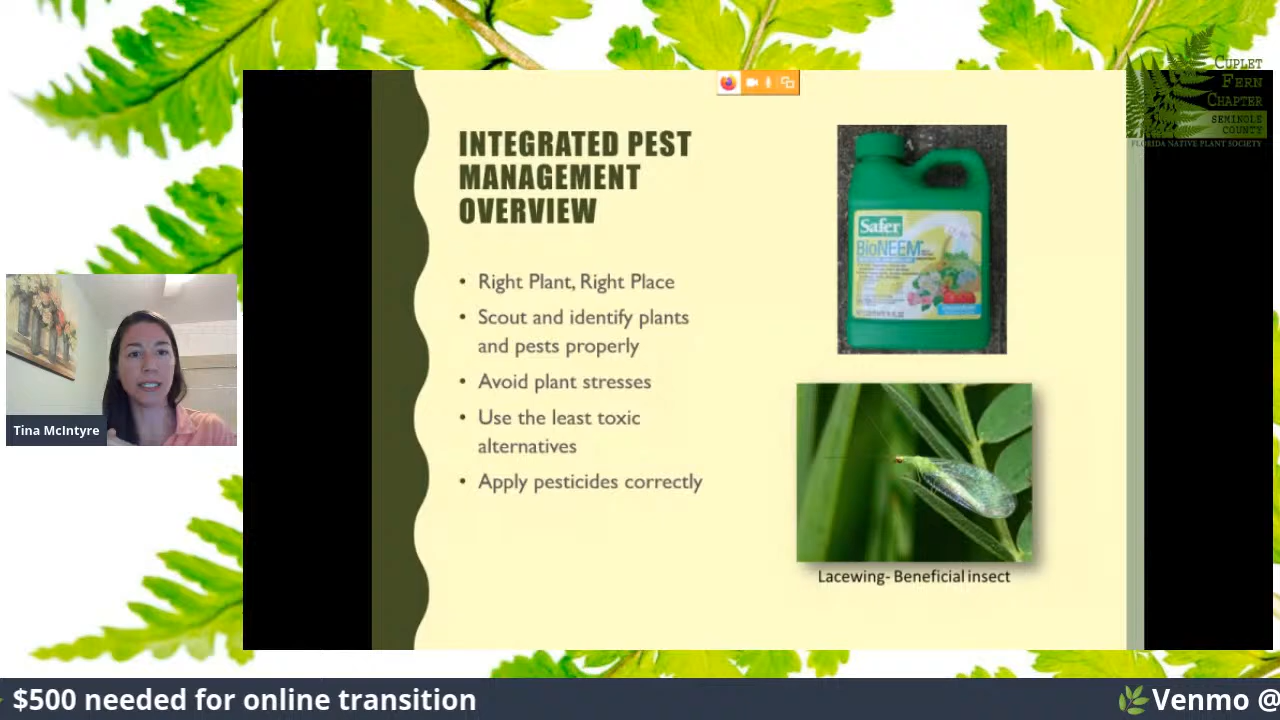 CUPLET
FERN
CHAPTER
SEMINOLE
COUNTY
FLORIDA NATIVE PLANT SOCIETY
INTEGRATED PEST
MANAGEMENT
OVERVIEW
• Right Plant, Right Place
• Scout and identify plants
and pests properly
• Avoid plant stresses
• Use the least toxic
alternatives
• Apply pesticides correctly
Safer
BioNEEM
Lacewing- Beneficial insect
Tina McIntyre
$500 needed for online transition
Venmo @